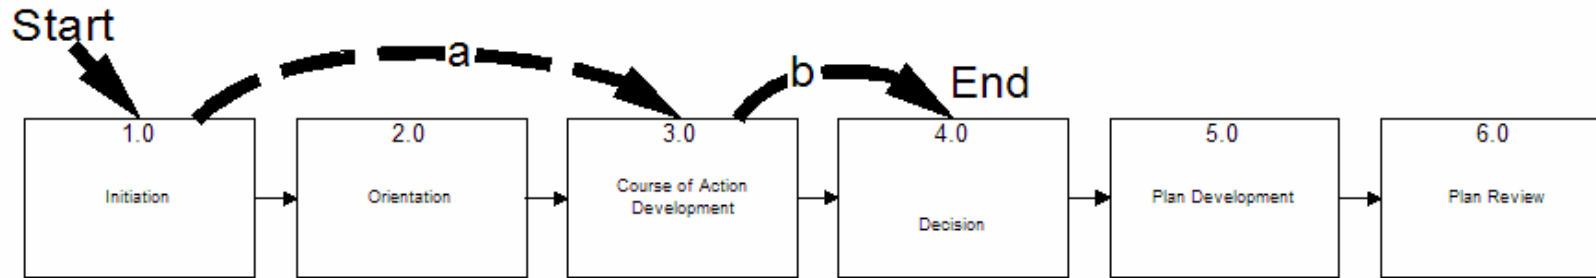 Start
a
b
End
1.0
Initiation
2.0
Orientation
3.0
Course of Action
Development
4.0
Decision
5.0
Plan Development
6.0
Plan Review